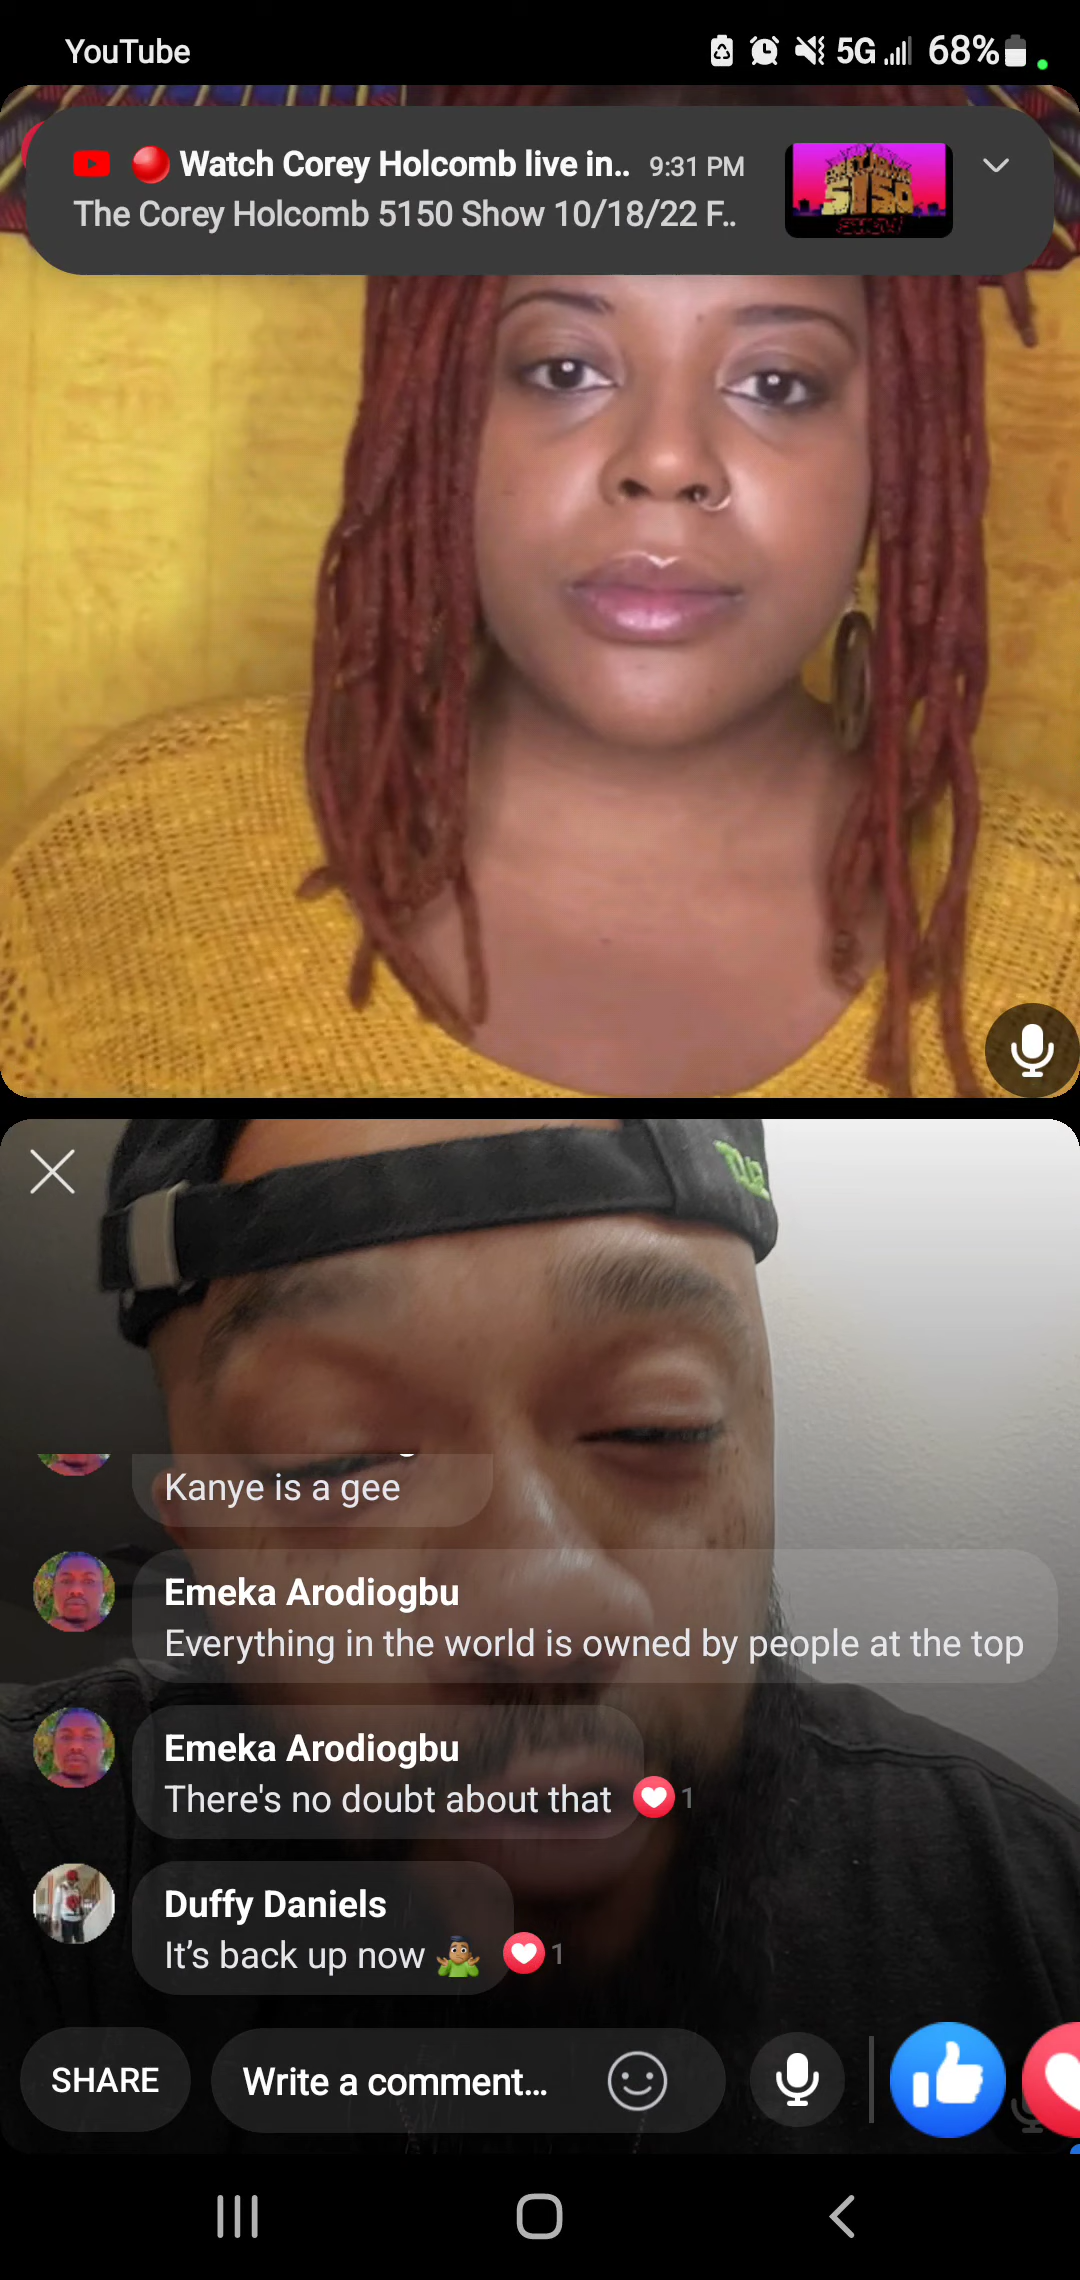 YouTube
5G 68%
Watch Corey Holcomb live in.. 9:31 PM
The Corey Holcomb 5150 Show 10/18/22 F..
5150
Kanye is a gee
Emeka Arodiogbu
Everything in the world is owned by people at the top
Emeka Arodiogbu
There's no doubt about that 1
Duffy Daniels
It’s back up now 🤷🏽‍♂️ 1
SHARE
Write a comment...